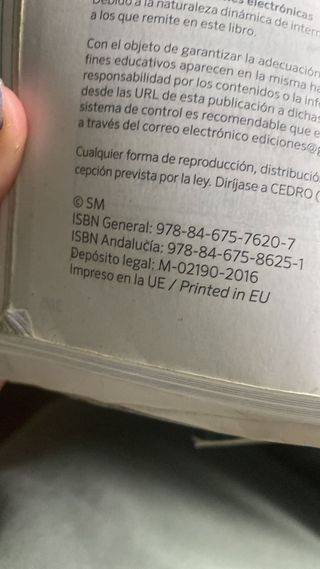 Debido a la naturaleza dinámica de
electrónicas
a los que remite en este libro.
Con el objeto de garantizar la adecuación
fines educativos aparecen en la misma
responsabilidad por los contenidos o la
desde las URL de esta publicación a
sistema de control es recomendable que
a través del correo electrónico
Cualquier forma de reproducción,
cepción prevista por la ley. Diríjase a CEDRO (
© SM
ISBN General: 978-84-675-7620-7
ISBN Andalucía: 978-84-675-8625-1
Depósito legal: M-02190-2016
Impreso en la UE / Printed in EU